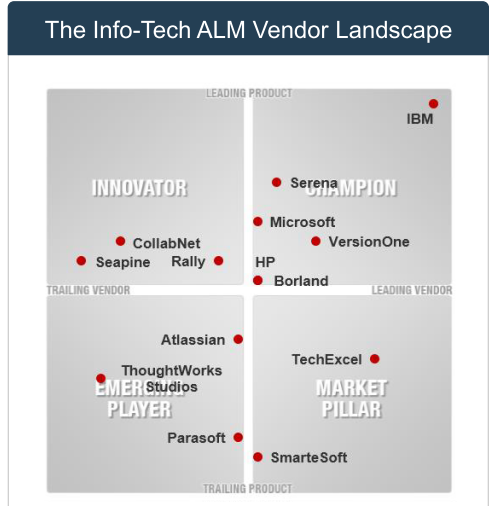 The Info-Tech ALM Vendor Landscape
LEADING PRODUCT
IBM
INNOVATOR
Serena
CHAMPION
Microsoft
CollabNet
VersionOne
Seapine
Rally
HP
Borland
TRAILING VENDOR
LEADING VENDOR
Atlassian
TechExcel
ThoughtWorks
Studios
EMERGING
PLAYER
MARKET
PILLAR
Parasoft
SmarteSoft
TRAILING PRODUCT